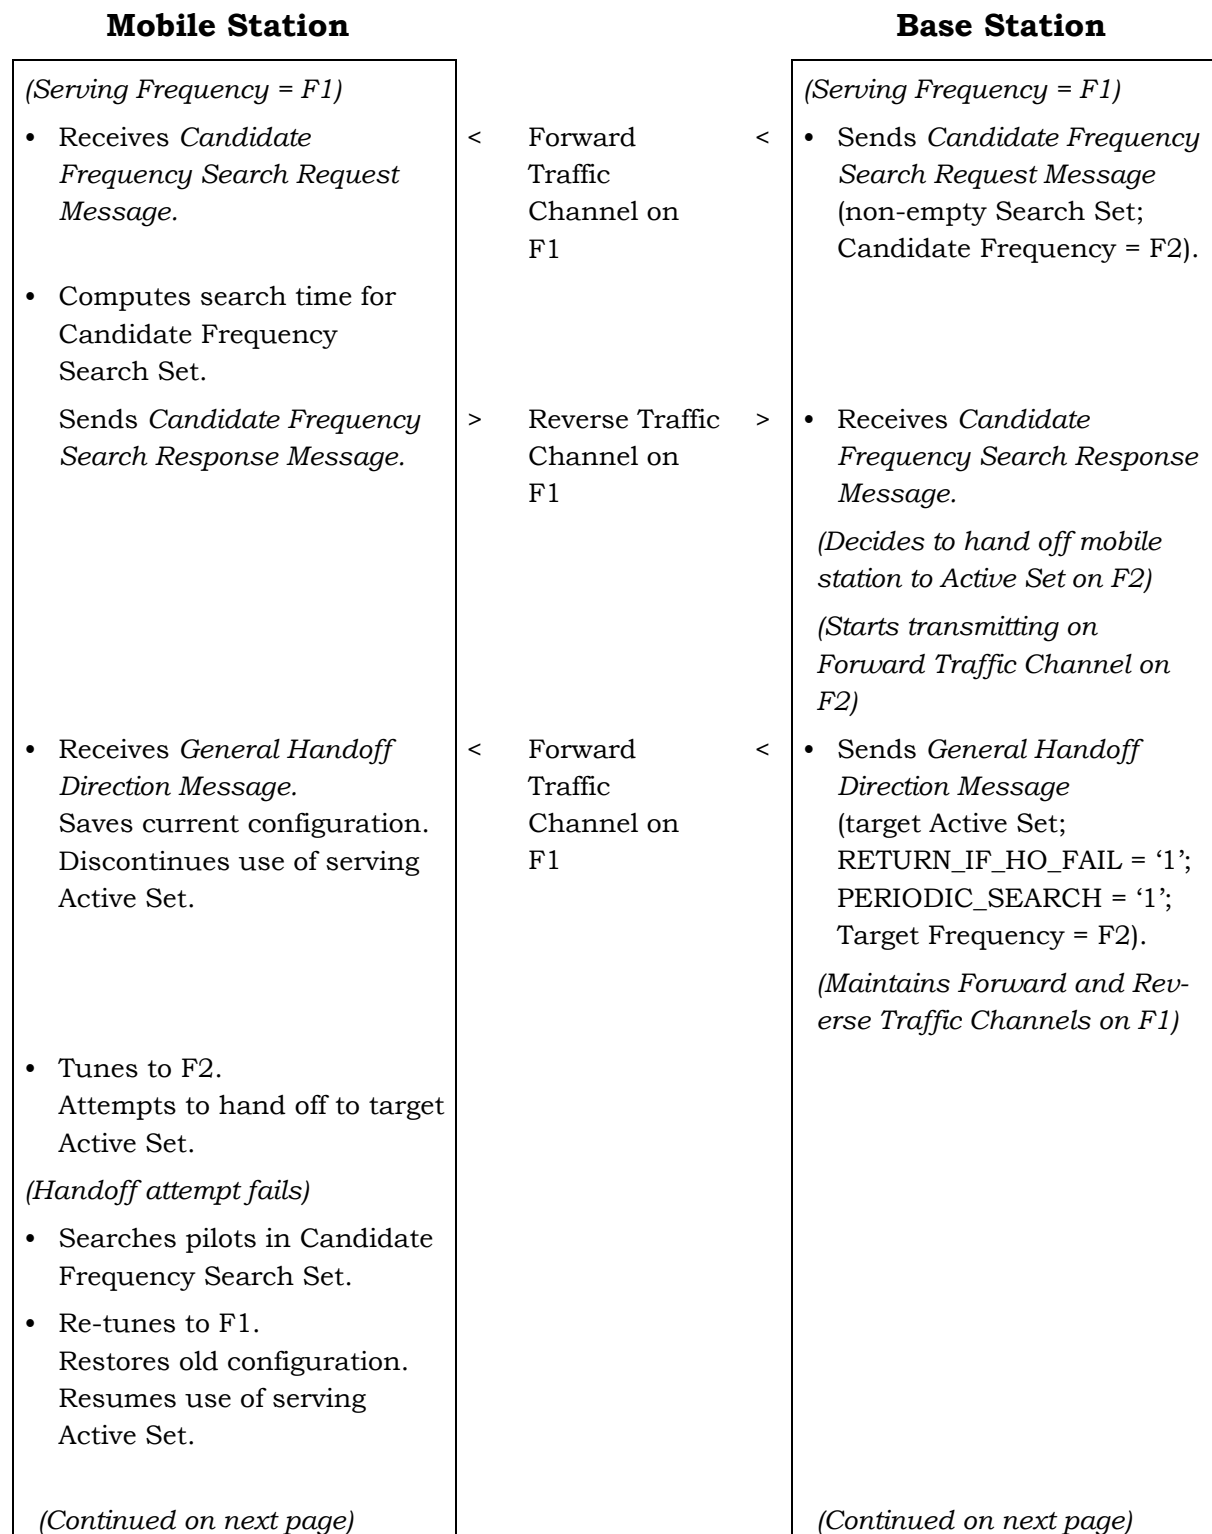 Mobile Station
Base Station
(Serving Frequency = F1)
(Serving Frequency = F1)
• Receives Candidate
Frequency Search Request
Message.
< Forward <
Traffic
Channel on
F1
• Sends Candidate Frequency
Search Request Message
(non-empty Search Set;
Candidate Frequency = F2).
• Computes search time for
Candidate Frequency
Search Set.
Sends Candidate Frequency
Search Response Message.
> Reverse Traffic >
Channel on
F1
• Receives Candidate
Frequency Search Response
Message.
(Decides to hand off mobile
station to Active Set on F2)
(Starts transmitting on
Forward Traffic Channel on
F2)
• Receives General Handoff
Direction Message.
Saves current configuration.
Discontinues use of serving
Active Set.
< Forward <
Traffic
Channel on
F1
• Sends General Handoff
Direction Message
(target Active Set;
RETURN_IF_HO_FAIL = ‘1’;
PERIODIC_SEARCH = ‘1’;
Target Frequency = F2).
(Maintains Forward and Rev-
erse Traffic Channels on F1)
• Tunes to F2.
Attempts to hand off to target
Active Set.
(Handoff attempt fails)
• Searches pilots in Candidate
Frequency Search Set.
• Re-tunes to F1.
Restores old configuration.
Resumes use of serving
Active Set.
(Continued on next page)
(Continued on next page)